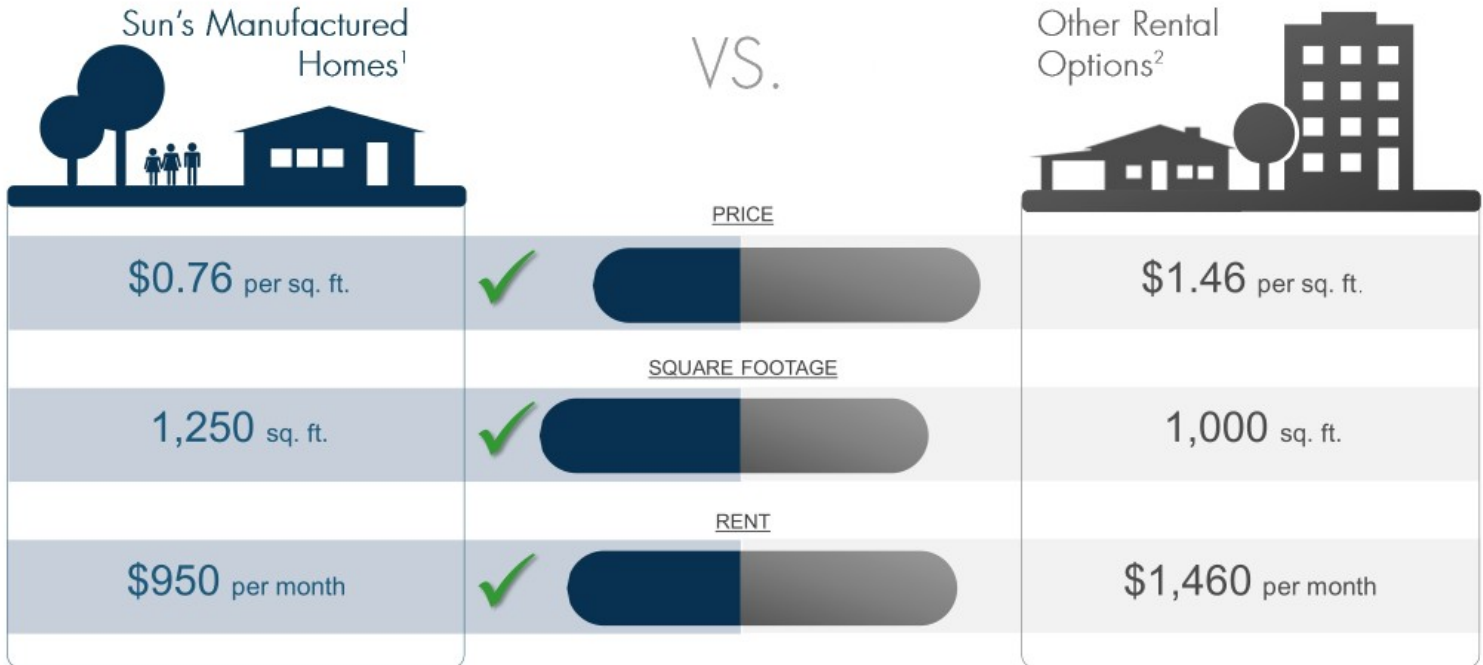 Sun's Manufactured
Homes¹
VS.
Other Rental
Options²
PRICE
$0.76 per sq. ft.
$1.46 per sq. ft.
SQUARE FOOTAGE
1,250 sq. ft.
1,000 sq. ft.
RENT
$950 per month
$1,460 per month